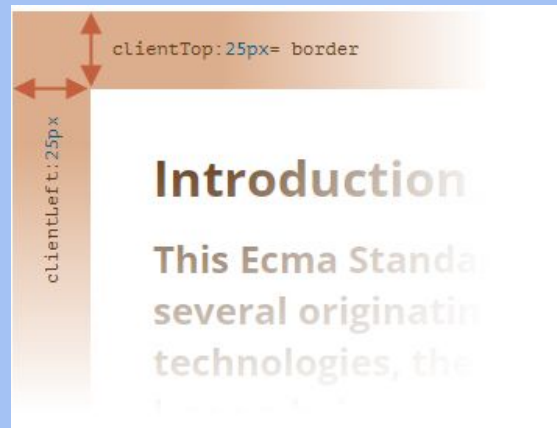 clientTop:25px= border
clientLeft:25px
Introduction
This Ecma Standa
several originatin
technologies, the